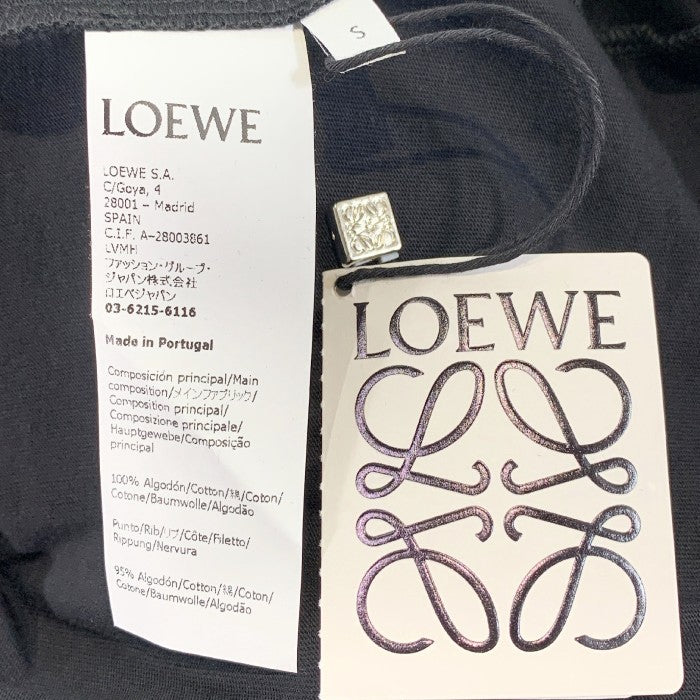 S
LOEWE
LOEWE S.A.
C/Goya, 4
28001 – Madrid
SPAIN
C.I.F. A-28003861
LVMH
ファッション・グループ・
ジャパン株式会社
ロエベジャパン
03-6215-6116
Made in Portugal
Composición principal/Main
composition/メインファブリック/
Composition principal/
Composizione principale/
Hauptgewebe/Composição
principal
100% Algodón/Cotton/綿/Coton/
Cotone/Baumwolle/Algodão
Punto/Rib/リブ/Côte/Filetto/
Rippung/Nervura
95% Algodón/Cotton/綿/Coton/
Cotone/Baumwolle/Algodão
LOEWE